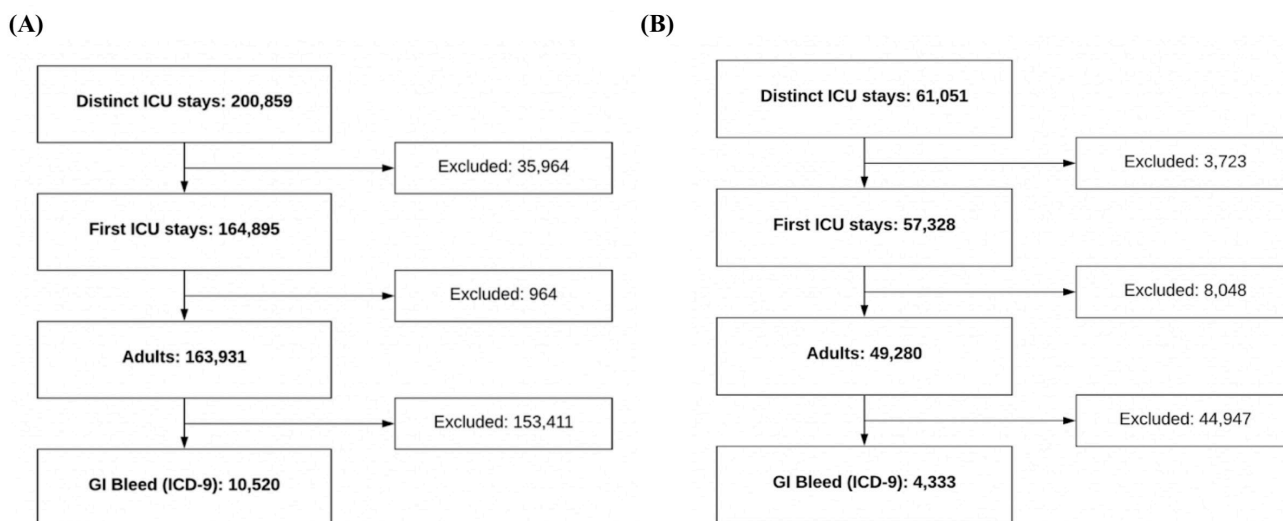 (A)
Distinct ICU stays: 200,859
Excluded: 35,964
First ICU stays: 164,895
Excluded: 964
Adults: 163,931
Excluded: 153,411
GI Bleed (ICD-9): 10,520
(B)
Distinct ICU stays: 61,051
Excluded: 3,723
First ICU stays: 57,328
Excluded: 8,048
Adults: 49,280
Excluded: 44,947
GI Bleed (ICD-9): 4,333